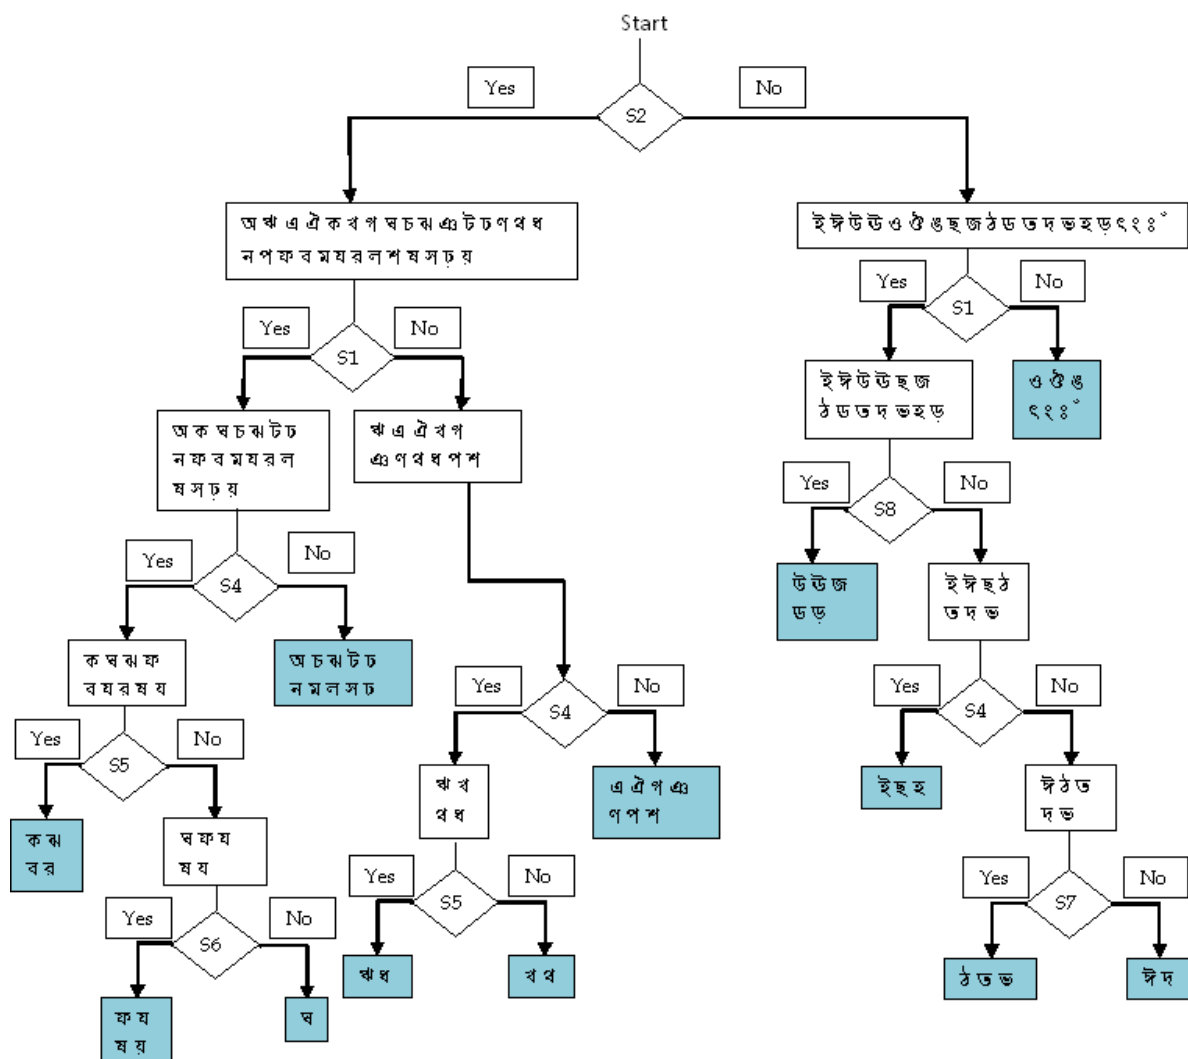 Start
Yes
No
S2
অ ঋ এ ঐ ক খ গ ঘ চ ঝ ঞ ট ঢ ণ থ ধ
ন প ফ ব ম য র ল শ ষ স ঢ় য়
ই ঈ উ ঊ ও ঔ ঙ ছ জ ঠ ড ত দ ভ হ ড় ৎ ং ঃ ঁ
Yes
No
S1
Yes
No
S1
অ ক ঘ চ ঝ ট ঢ
ন ফ ব ম য র ল
ষ স ঢ় য়
ঋ এ ঐ খ গ
ঞ ণ থ ধ প শ
ই ঈ উ ঊ ছ জ
ঠ ড ত দ ভ হ ড়
ও ঔ ঙ
ৎ ং ঃ ঁ
Yes
No
S4
Yes
No
S8
ক ঘ ঝ ফ
ব য র ষ য
অ চ ঝ ট ঢ
ন ম ল স ঢ
উ ঊ জ
ড ড়
ই ঈ ছ ঠ
ত দ ভ
Yes
No
S5
Yes
No
S4
Yes
No
S4
ক ঝ
ব র
ঘ ফ য
ষ য
ঋ খ
থ ধ
এ ঐ গ ঞ
ণ প শ
ই ছ হ
ঈ ঠ ত
দ ভ
Yes
No
S6
Yes
No
S5
Yes
No
S7
ফ য
ষ য়
ঘ
ঋ ধ
খ থ
ঠ ত ভ
ঈ দ